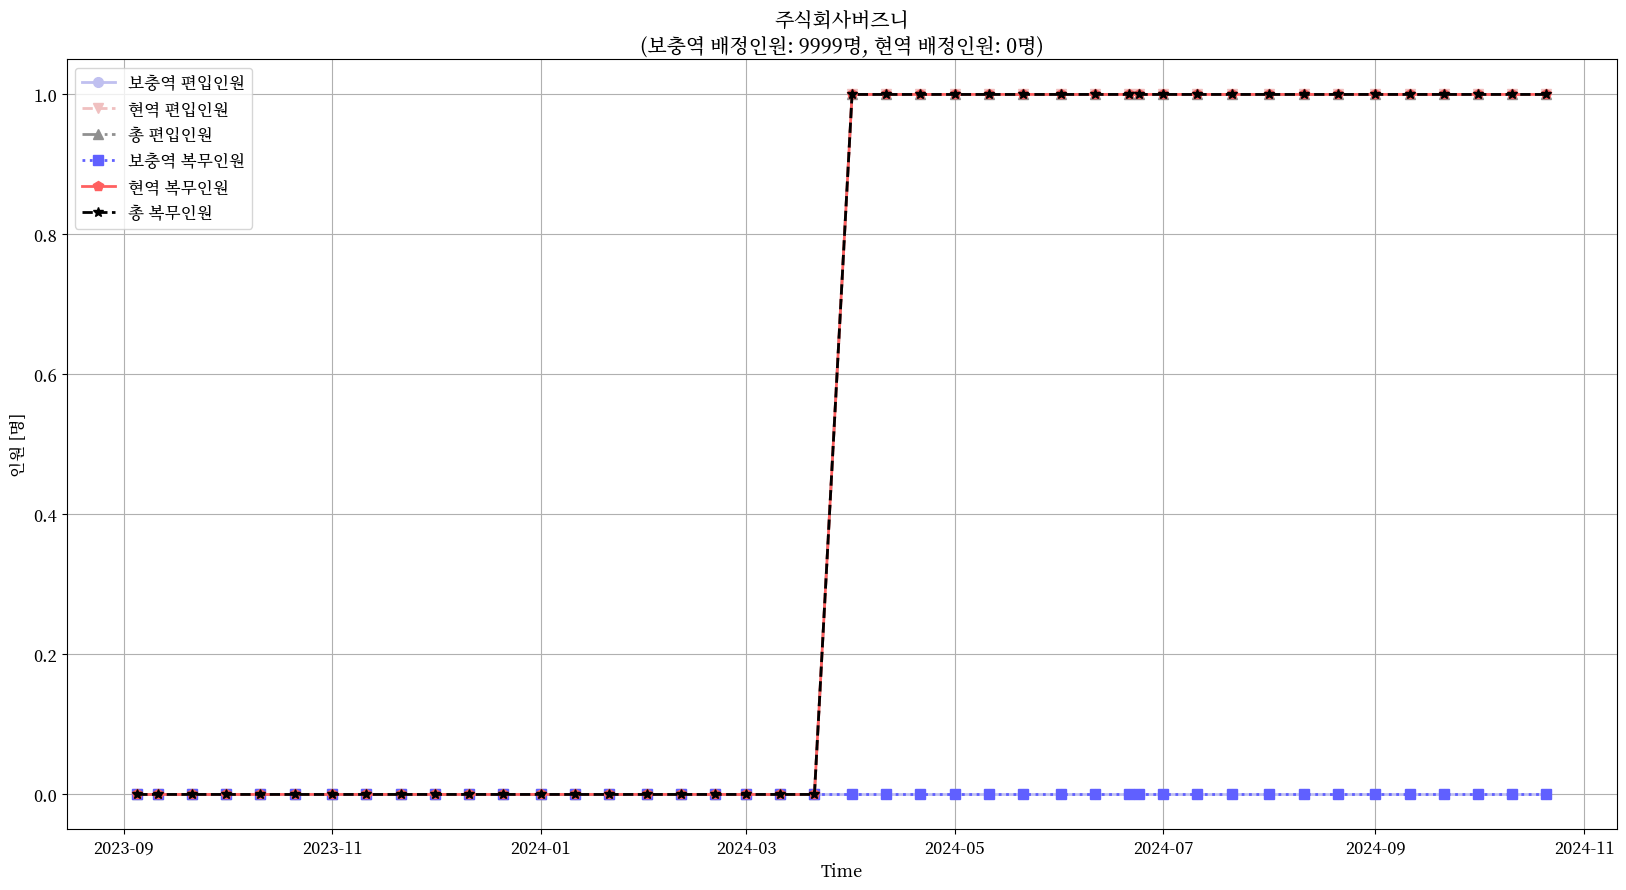 주식회사버즈니
(보충역 배정인원: 9999명, 현역 배정인원: 0명)
보충역 편입인원
현역 편입인원
총 편입인원
보충역 복무인원
현역 복무인원
총 복무인원
1.0
0.8
0.6
0.4
0.2
0.0
인원 [명]
2023-09 2023-11 2024-01 2024-03 2024-05 2024-07 2024-09 2024-11
Time